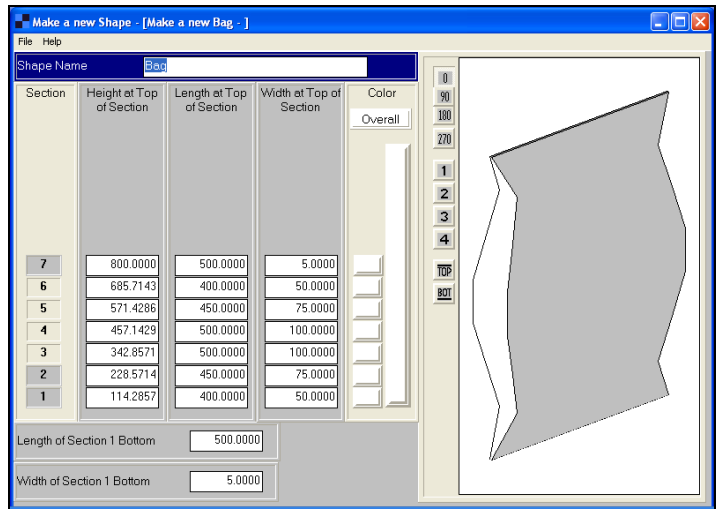 Make a new Shape - [Make a new Bag - ]
File Help
Shape Name Bag
Section Height at Top of Section Length at Top of Section Width at Top of Section Color
Overall
7 800.0000 500.0000 5.0000
6 685.7143 400.0000 50.0000
5 571.4286 450.0000 75.0000
4 457.1429 500.0000 100.0000
3 342.8571 500.0000 100.0000
2 228.5714 450.0000 75.0000
1 114.2857 400.0000 50.0000
Length of Section 1 Bottom 500.0000
Width of Section 1 Bottom 5.0000
0
90
180
270
1
2
3
4
TOP
BOT